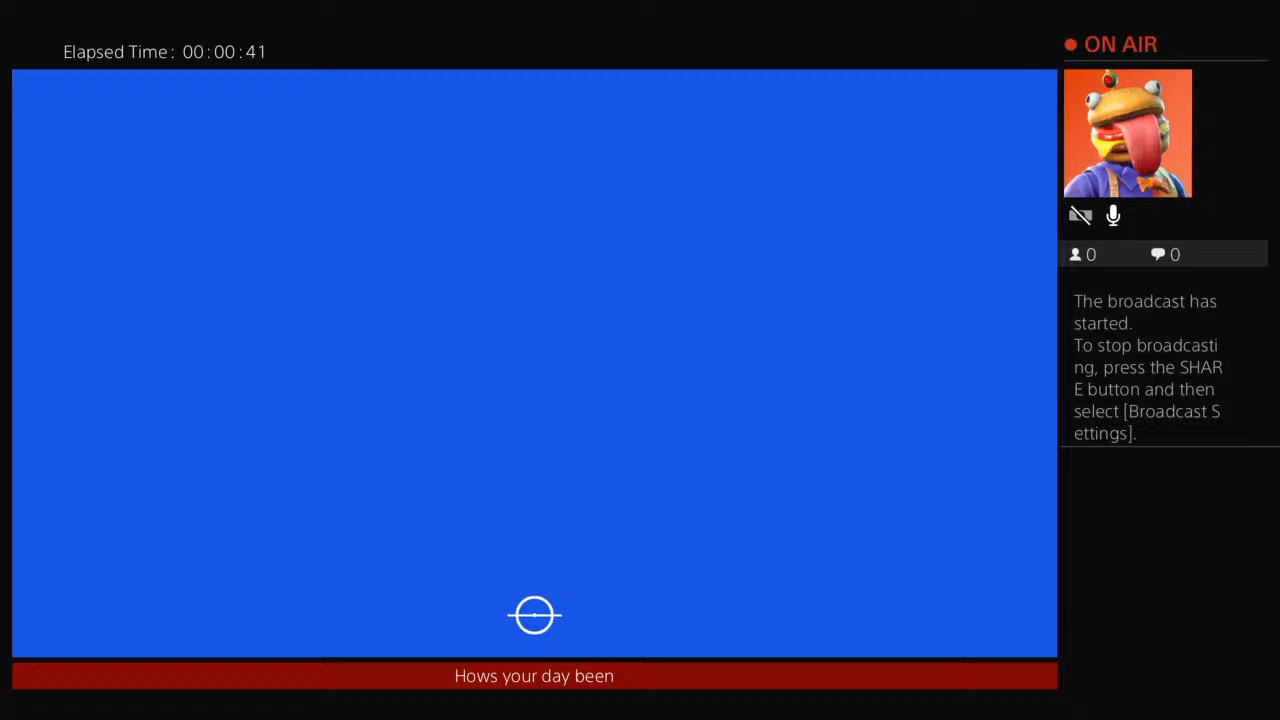 Elapsed Time: 00:00:41
ON AIR
0 0
The broadcast has
started.
To stop broadcasti
ng, press the SHAR
E button and then
select [Broadcast S
ettings].
Hows your day been